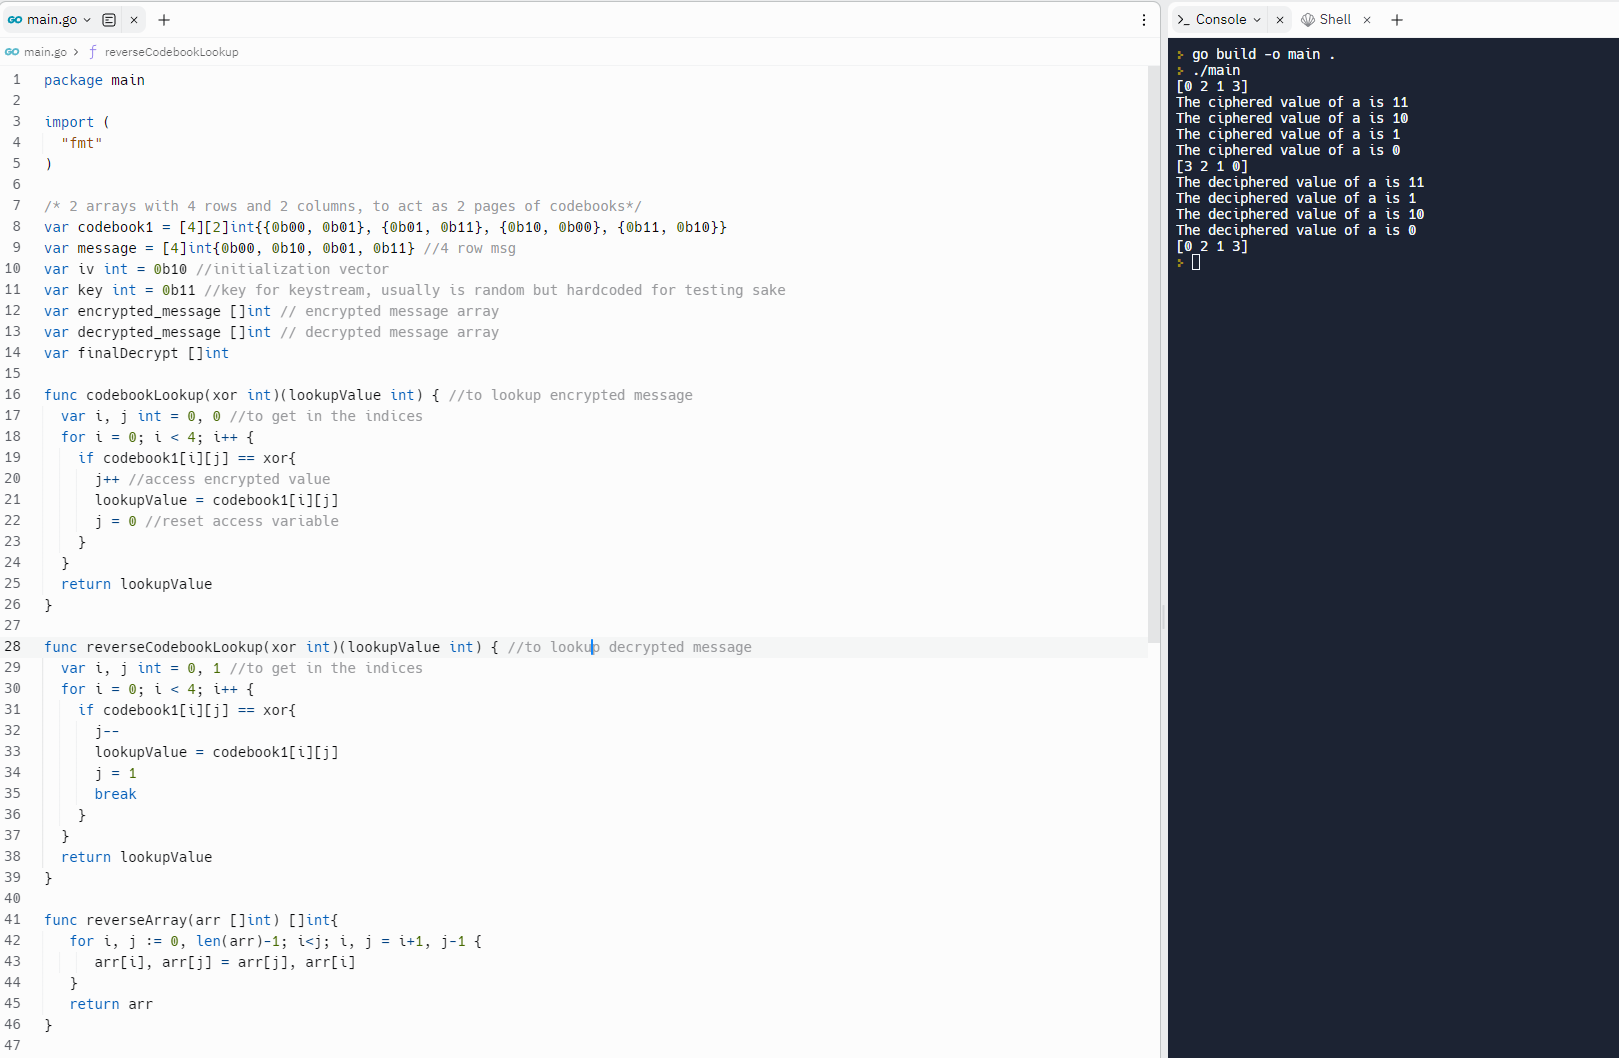 GO main.go
main.go > ƒ reverseCodebookLookup
1 package main
2
3 import (
4   "fmt"
5 )
6
7 /* 2 arrays with 4 rows and 2 columns, to act as 2 pages of codebooks*/
8 var codebook1 = [4][2]int{{0b00, 0b01}, {0b01, 0b11}, {0b10, 0b00}, {0b11, 0b10}}
9 var message = [4]int{0b00, 0b10, 0b01, 0b11} //4 row msg
10 var iv int = 0b10 //initialization vector
11 var key int = 0b11 //key for keystream, usually is random but hardcoded for testing sake
12 var encrypted_message []int // encrypted message array
13 var decrypted_message []int // decrypted message array
14 var finalDecrypt []int
15
16 func codebookLookup(xor int)(lookupValue int) { //to lookup encrypted message
17   var i, j int = 0, 0 //to get in the indices
18   for i = 0; i < 4; i++ {
19     if codebook1[i][j] == xor{
20       j++ //access encrypted value
21       lookupValue = codebook1[i][j]
22       j = 0 //reset access variable
23     }
24   }
25   return lookupValue
26 }
27
28 func reverseCodebookLookup(xor int)(lookupValue int) { //to lookup decrypted message
29   var i, j int = 0, 1 //to get in the indices
30   for i = 0; i < 4; i++ {
31     if codebook1[i][j] == xor{
32       j--
33       lookupValue = codebook1[i][j]
34       j = 1
35       break
36     }
37   }
38   return lookupValue
39 }
40
41 func reverseArray(arr []int) []int{
42    for i, j := 0, len(arr)-1; i<j; i, j = i+1, j-1 {
43       arr[i], arr[j] = arr[j], arr[i]
44    }
45    return arr
46 }
47
>_ Console
Shell
go build -o main .
./main
[0 2 1 3]
The ciphered value of a is 11
The ciphered value of a is 10
The ciphered value of a is 1
The ciphered value of a is 0
[3 2 1 0]
The deciphered value of a is 11
The deciphered value of a is 1
The deciphered value of a is 10
The deciphered value of a is 0
[0 2 1 3]